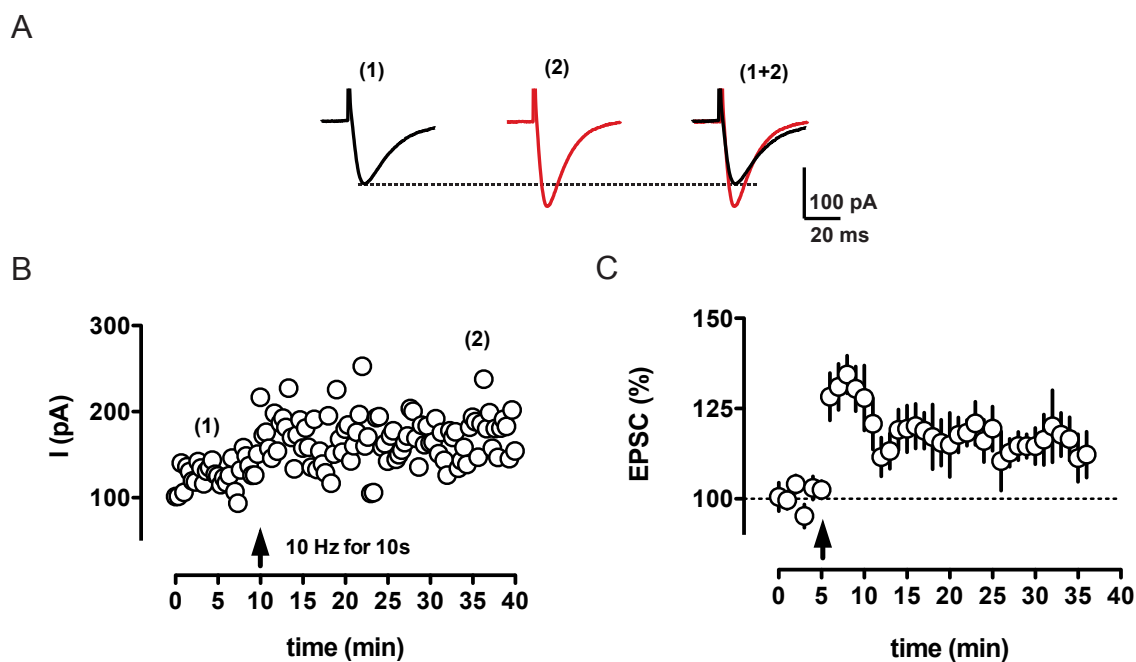 A
(1)
(2)
(1+2)
100 pA
20 ms
B
I (pA)
300
200
100
(1)
(2)
10 Hz for 10s
0 5 10 15 20 25 30 35 40
time (min)
C
EPSC (%)
150
125
100
0 5 10 15 20 25 30 35 40
time (min)